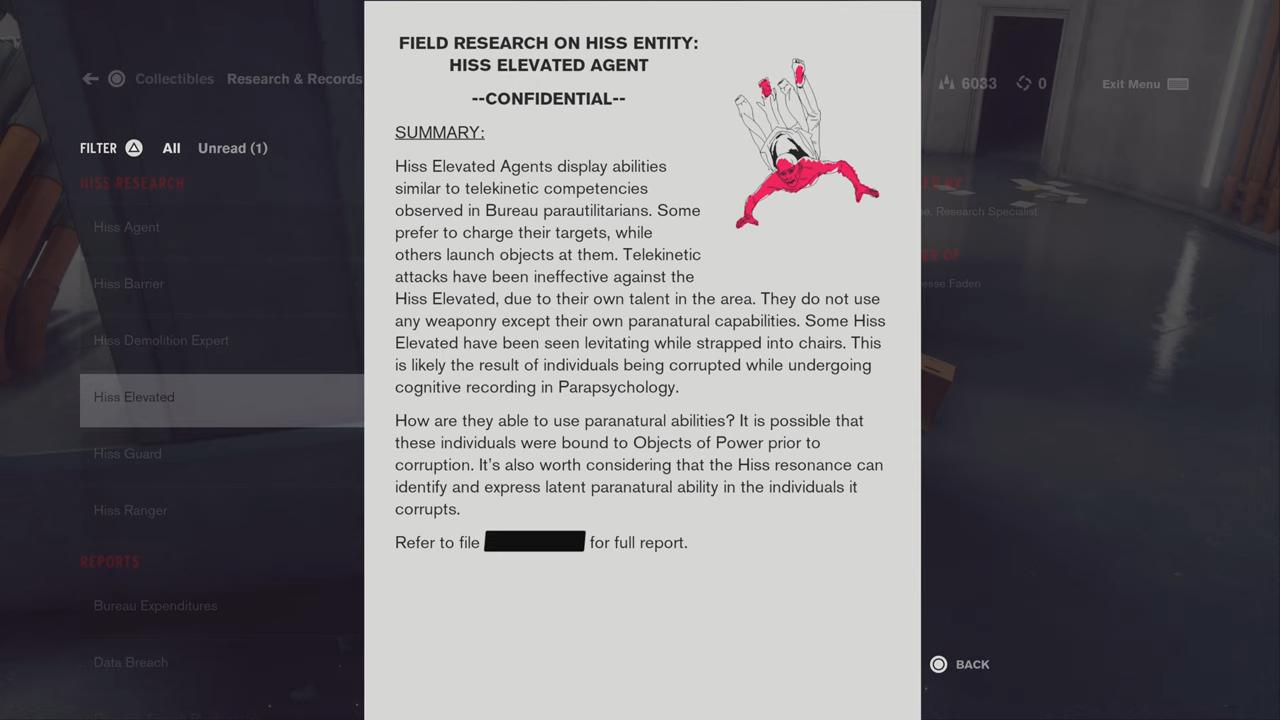 Collectibles Research & Records
6033 0 Exit Menu
FILTER All Unread (1)
HISS RESEARCH
Hiss Agent
Hiss Barrier
Hiss Demolition Expert
Hiss Elevated
Hiss Guard
Hiss Ranger
REPORTS
Bureau Expenditures
Data Breach
FIELD RESEARCH ON HISS ENTITY:
HISS ELEVATED AGENT
--CONFIDENTIAL--
SUMMARY:
Hiss Elevated Agents display abilities
similar to telekinetic competencies
observed in Bureau parautilitarians. Some
prefer to charge their targets, while
others launch objects at them. Telekinetic
attacks have been ineffective against the
Hiss Elevated, due to their own talent in the area. They do not use
any weaponry except their own paranatural capabilities. Some Hiss
Elevated have been seen levitating while strapped into chairs. This
is likely the result of individuals being corrupted while undergoing
cognitive recording in Parapsychology.
How are they able to use paranatural abilities? It is possible that
these individuals were bound to Objects of Power prior to
corruption. It's also worth considering that the Hiss resonance can
identify and express latent paranatural ability in the individuals it
corrupts.
Refer to file for full report.
Research Specialist
Faden
BACK